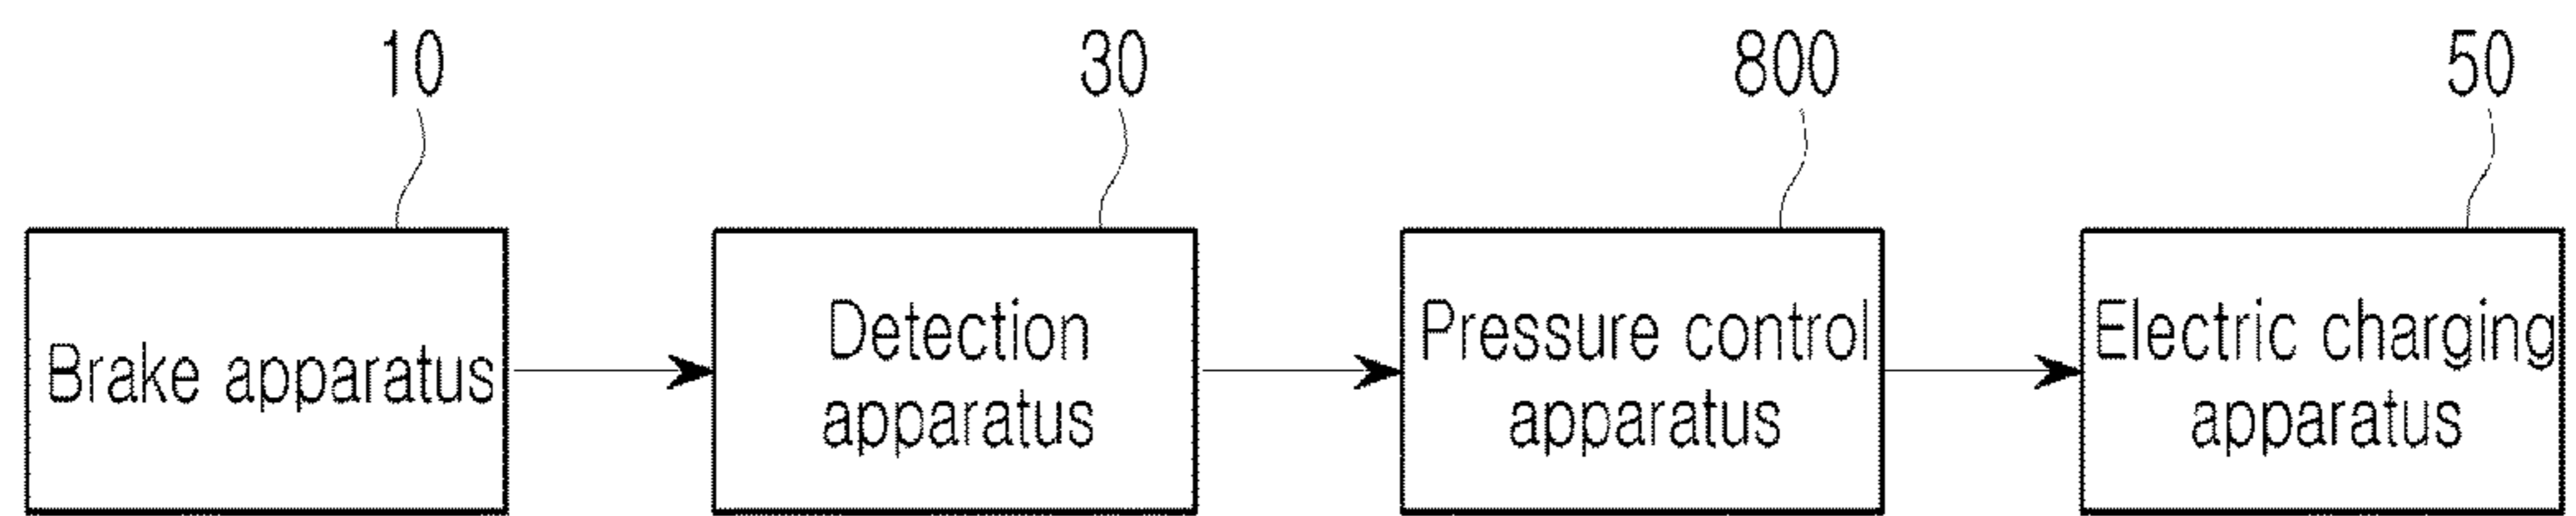 10
30
800
50
Brake apparatus
Detection
apparatus
Pressure control
apparatus
Electric charging
apparatus